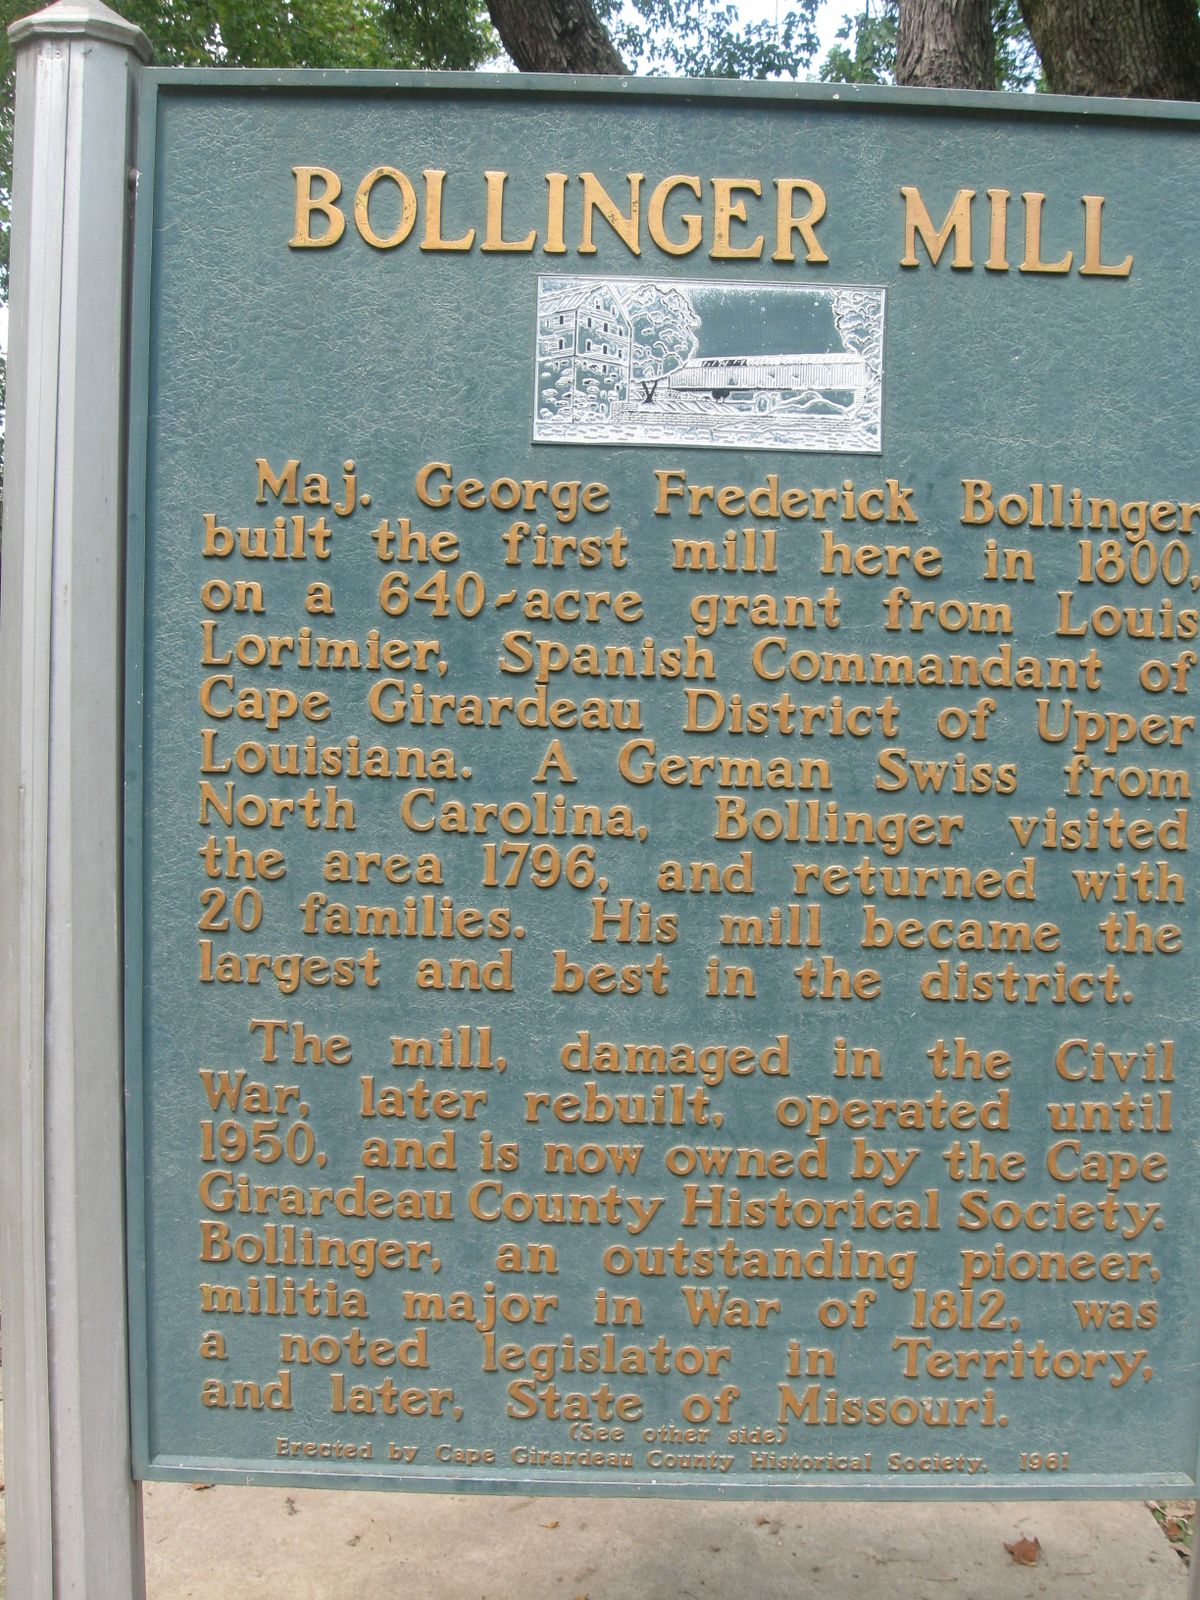 BOLLINGER MILL
Maj. George Frederick Bollinger
built the first mill here in 1800,
on a 640-acre grant from Louis
Lorimier, Spanish Commandant of
Cape Girardeau District of Upper
Louisiana. A German Swiss from
North Carolina, Bollinger visited
the area 1796, and returned with
20 families. His mill became the
largest and best in the district.
The mill, damaged in the Civil
War, later rebuilt, operated until
1950, and is now owned by the Cape
Girardeau County Historical Society.
Bollinger, an outstanding pioneer,
militia major in War of 1812, was
a noted legislator in Territory,
and later, State of Missouri.
(See other side)
Erected by Cape Girardeau County Historical Society, 1961